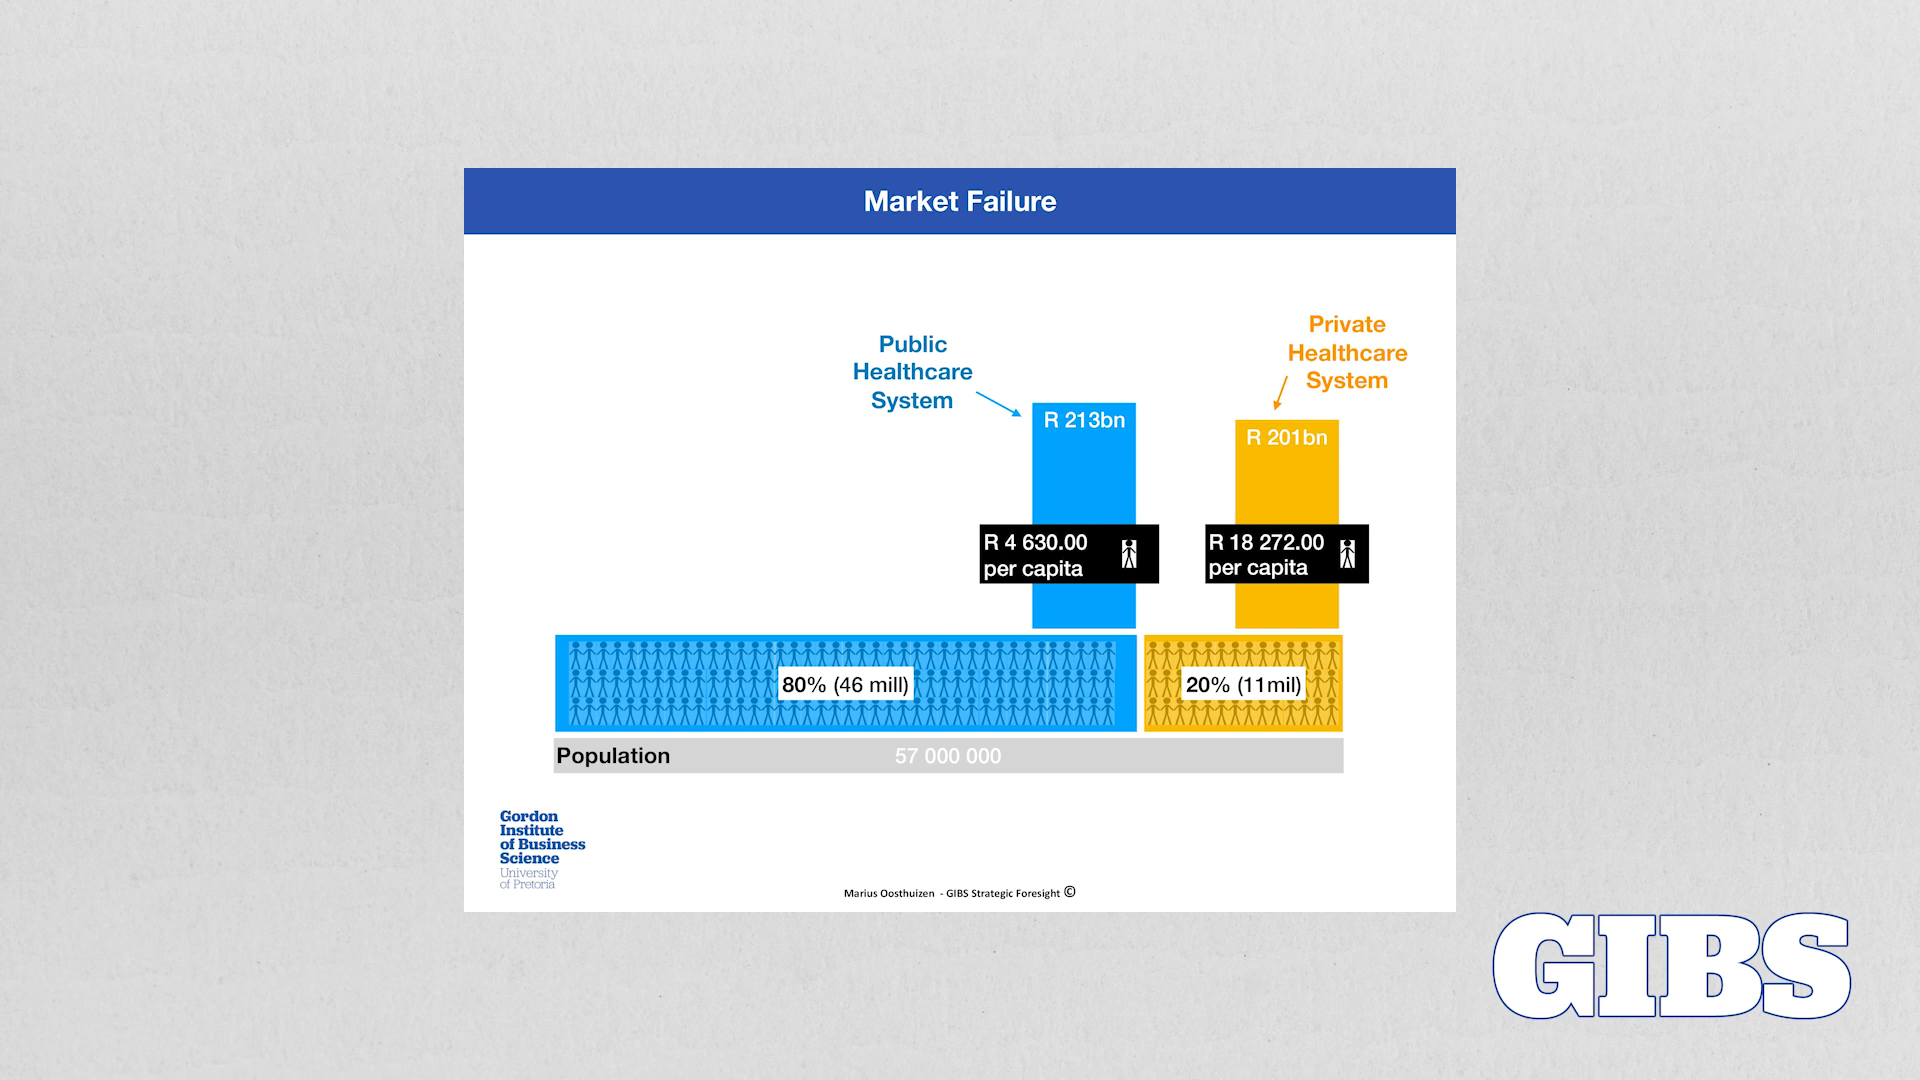 Market Failure
Public
Healthcare
System
Private
Healthcare
System
R 213bn
R 201bn
R 4 630.00
per capita
R 18 272.00
per capita
80% (46 mill)
20% (11mil)
Population
57 000 000
Gordon
Institute
of Business
Science
University
of Pretoria
Marius Oosthuizen - GIBS Strategic Foresight ©
GIBS